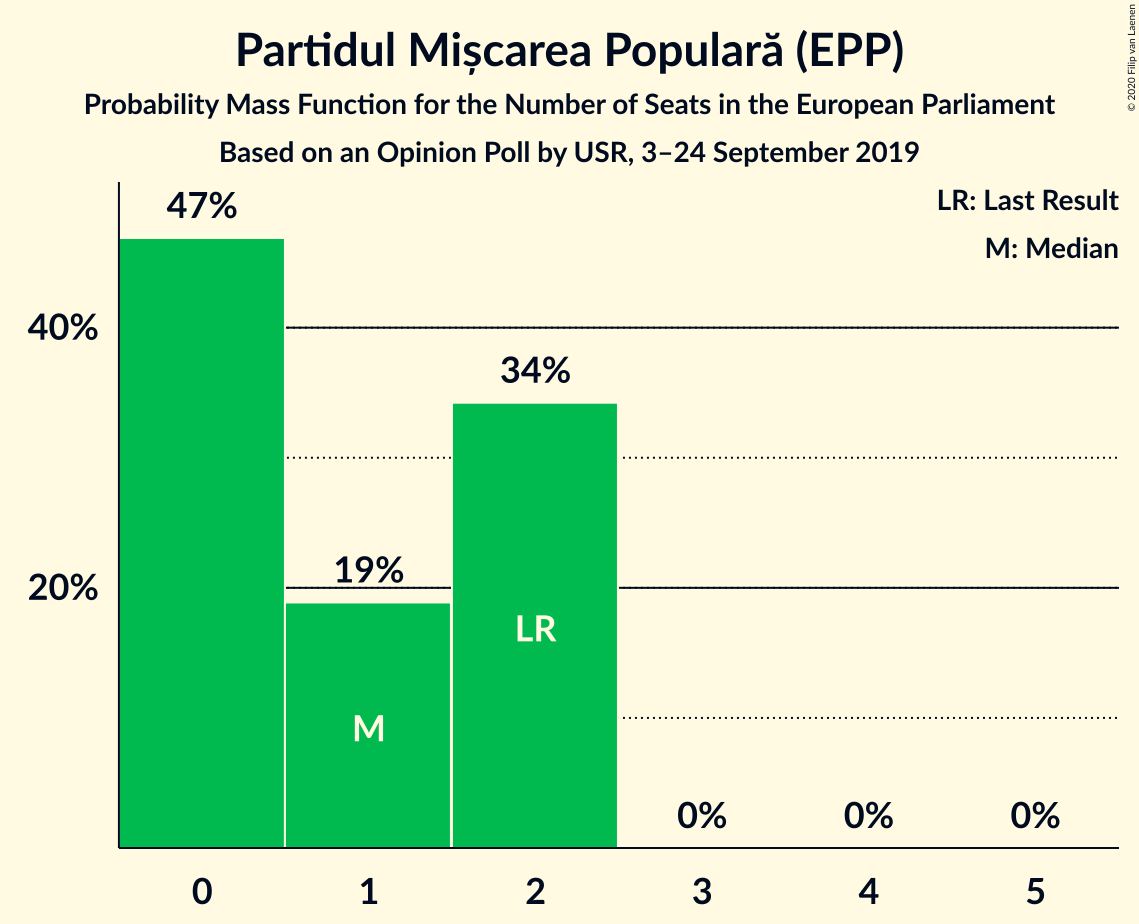 Partidul Mișcarea Populară (EPP)
Probability Mass Function for the Number of Seats in the European Parliament
Based on an Opinion Poll by USR, 3–24 September 2019
© 2020 Filip van Laenen
LR: Last Result
M: Median
47%
40%
34%
20%
19%
LR
M
0%
0%
0%
0
1
2
3
4
5